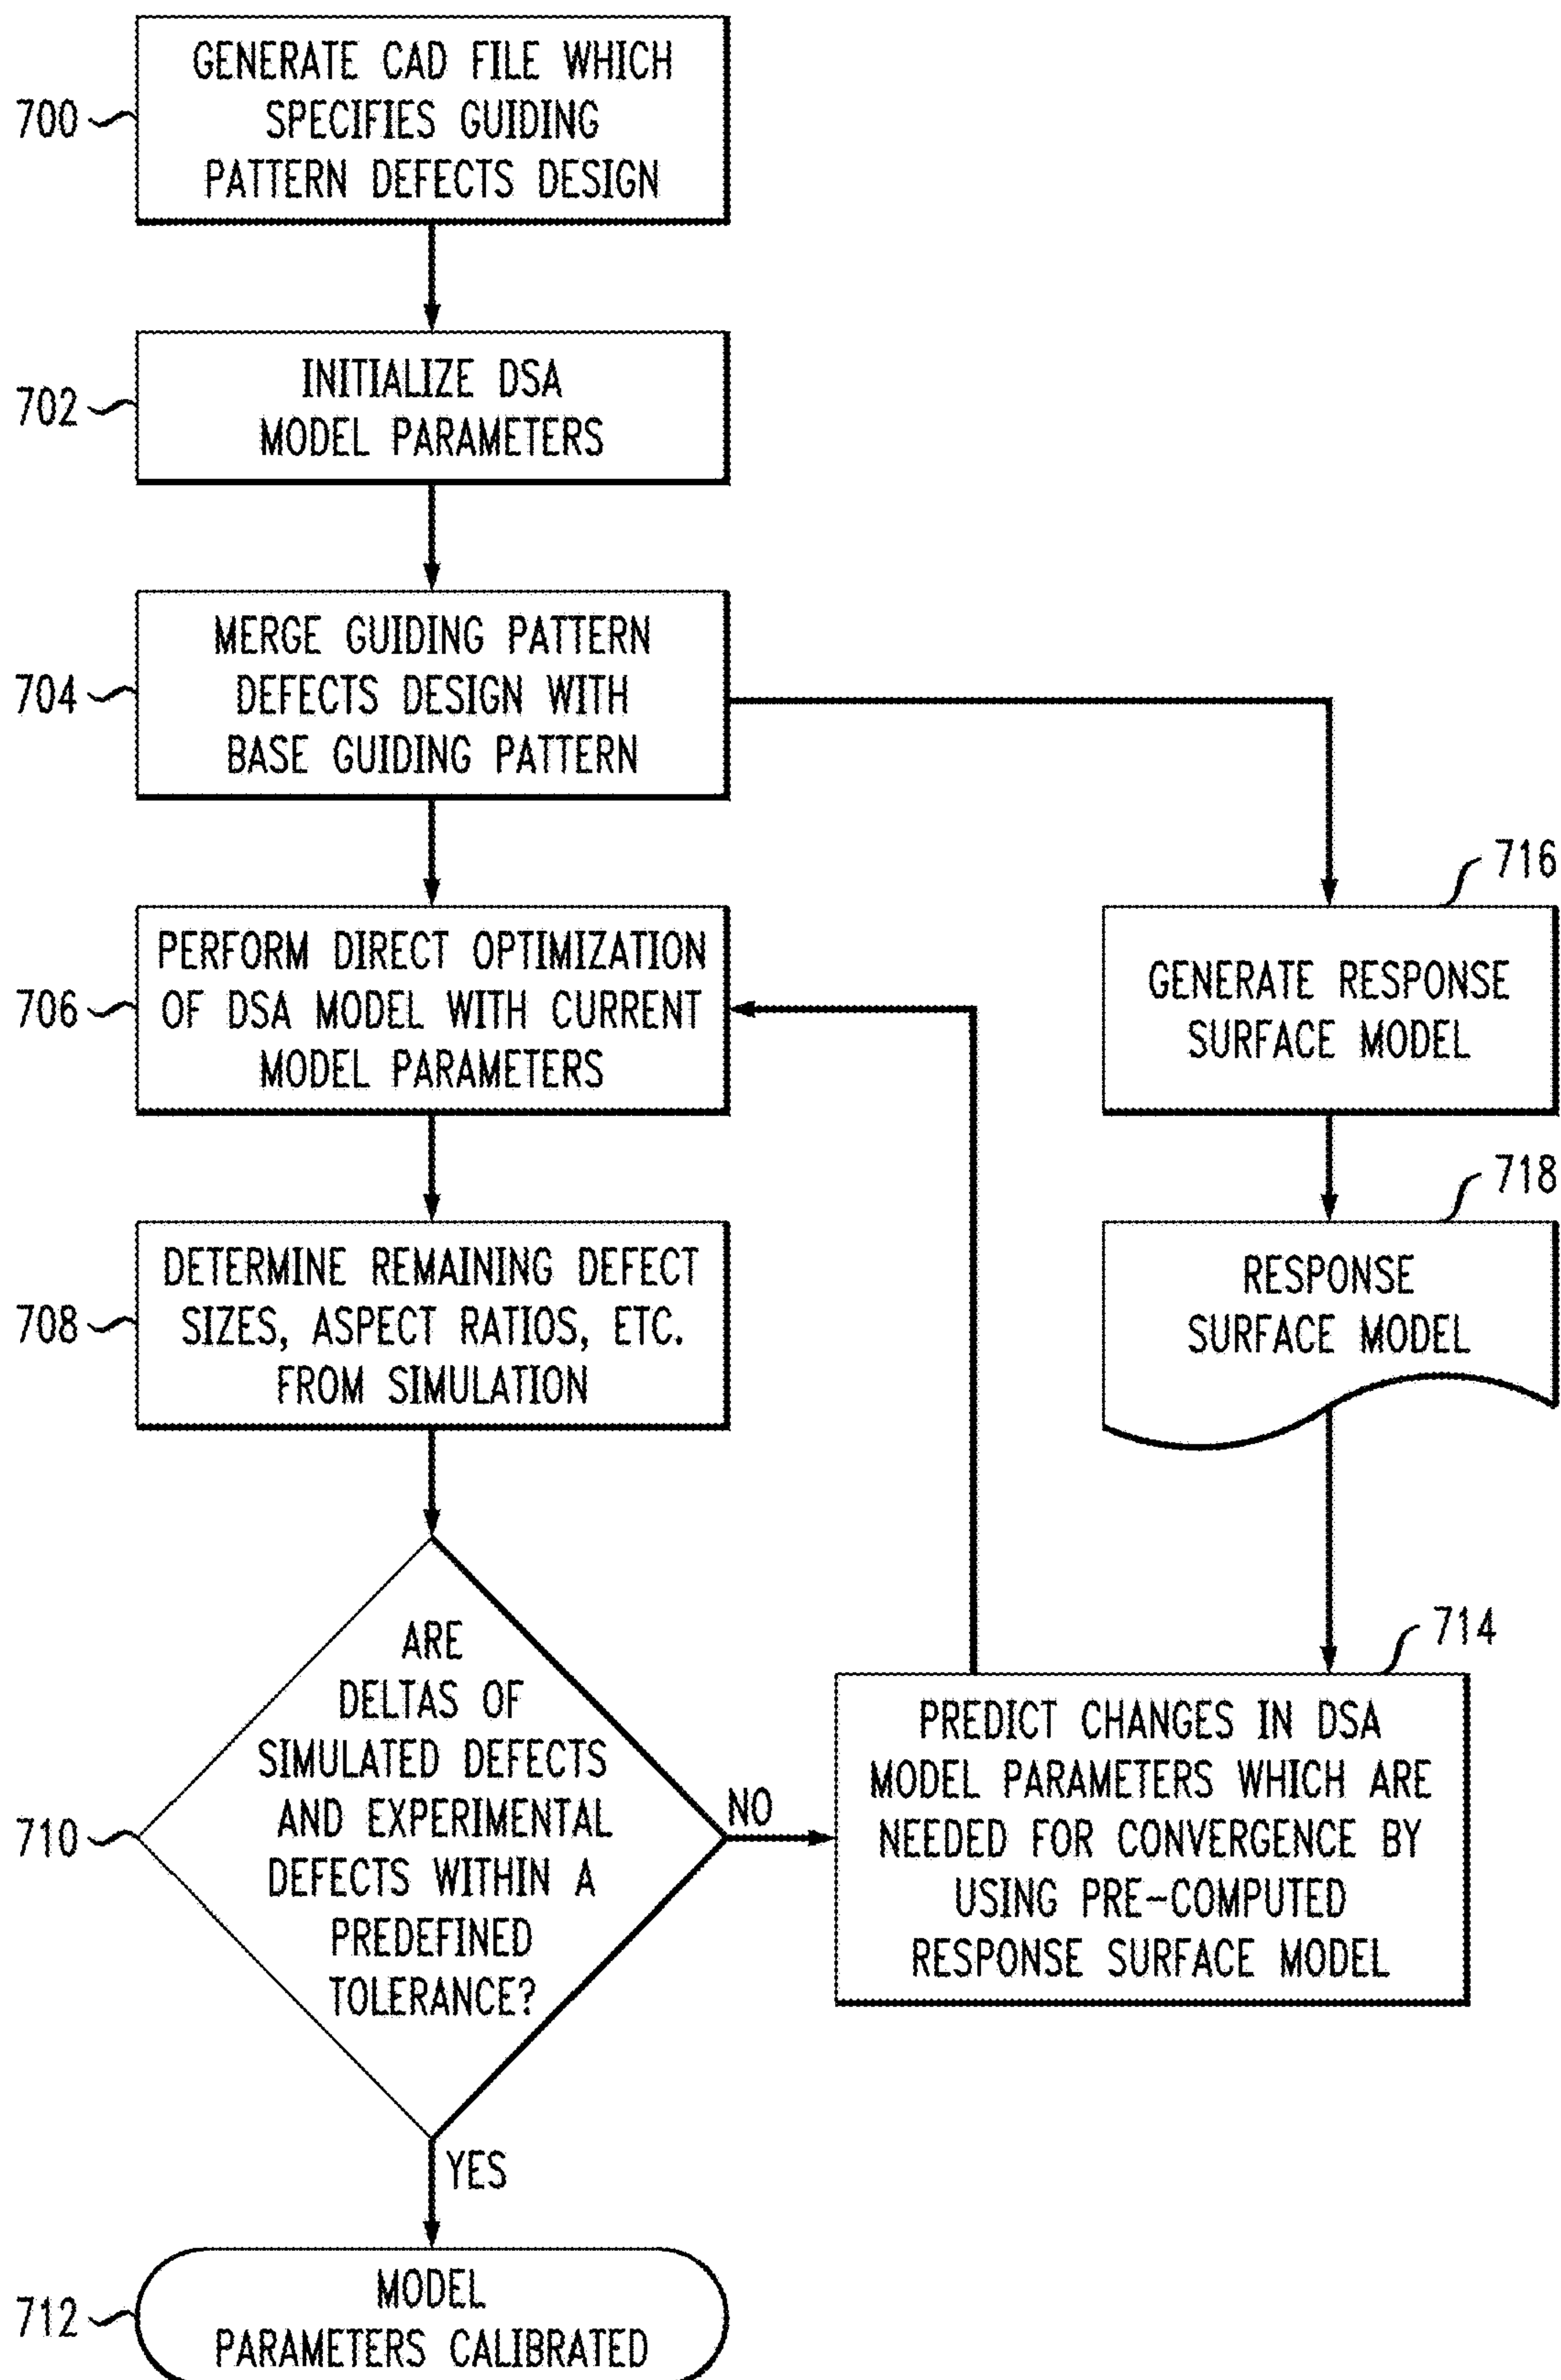 GENERATE CAD FILE WHICH
SPECIFIES GUIDING
PATTERN DEFECTS DESIGN
700
INITIALIZE DSA
MODEL PARAMETERS
702
MERGE GUIDING PATTERN
DEFECTS DESIGN WITH
BASE GUIDING PATTERN
704
PERFORM DIRECT OPTIMIZATION
OF DSA MODEL WITH CURRENT
MODEL PARAMETERS
706
716
GENERATE RESPONSE
SURFACE MODEL
DETERMINE REMAINING DEFECT
SIZES, ASPECT RATIOS, ETC.
FROM SIMULATION
708
718
RESPONSE
SURFACE MODEL
ARE
DELTAS OF
SIMULATED DEFECTS
AND EXPERIMENTAL
DEFECTS WITHIN A
PREDEFINED
TOLERANCE?
710
NO
714
PREDICT CHANGES IN DSA
MODEL PARAMETERS WHICH ARE
NEEDED FOR CONVERGENCE BY
USING PRE-COMPUTED
RESPONSE SURFACE MODEL
YES
MODEL
PARAMETERS CALIBRATED
712